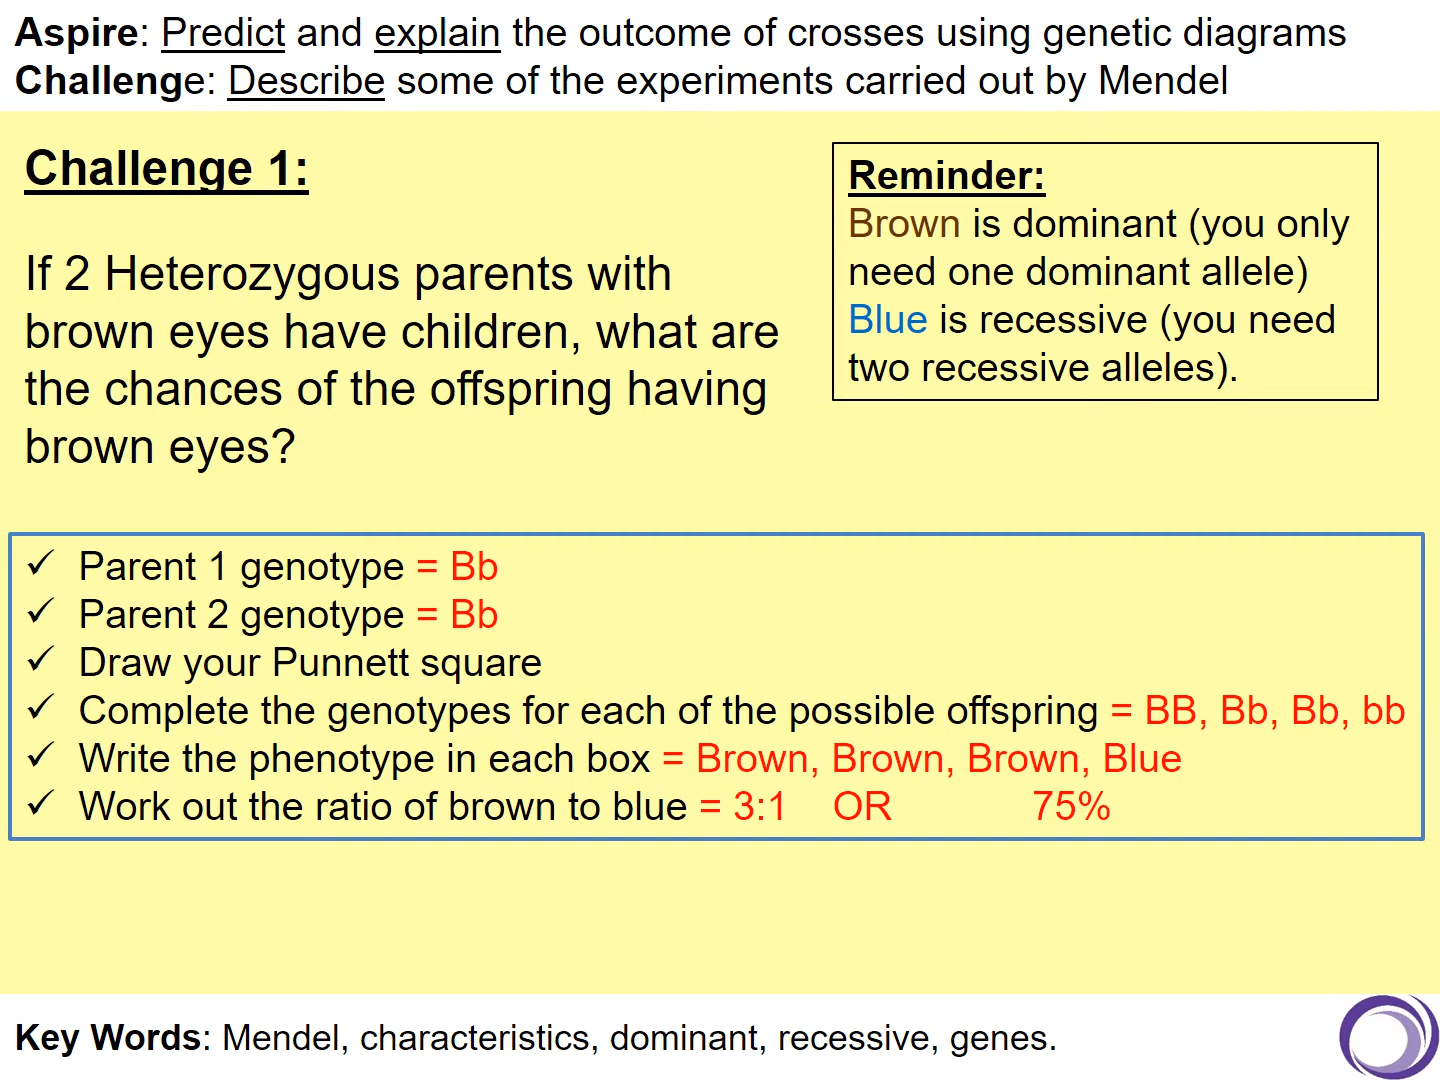 Aspire: Predict and explain the outcome of crosses using genetic diagrams
Challenge: Describe some of the experiments carried out by Mendel
Challenge 1:
If 2 Heterozygous parents with
brown eyes have children, what are
the chances of the offspring having
brown eyes?
Reminder:
Brown is dominant (you only
need one dominant allele)
Blue is recessive (you need
two recessive alleles).
✓ Parent 1 genotype = Bb
✓ Parent 2 genotype = Bb
✓ Draw your Punnett square
✓ Complete the genotypes for each of the possible offspring = BB, Bb, Bb, bb
✓ Write the phenotype in each box = Brown, Brown, Brown, Blue
✓ Work out the ratio of brown to blue = 3:1 OR 75%
Key Words: Mendel, characteristics, dominant, recessive, genes.